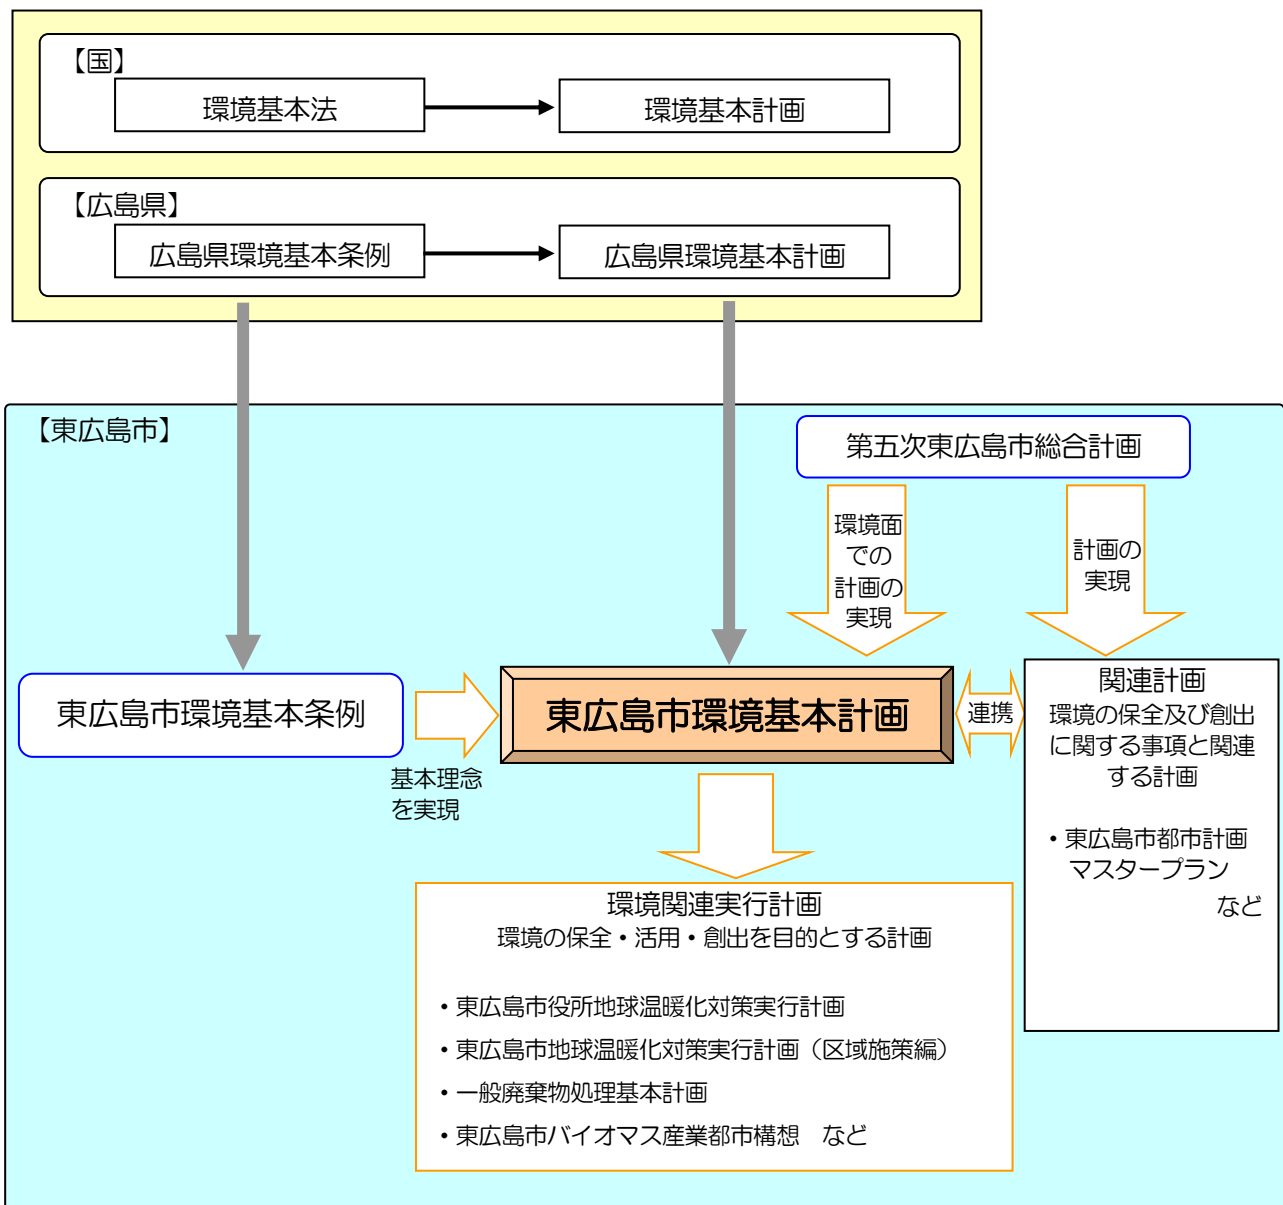 【国】
環境基本法
環境基本計画
【広島県】
広島県環境基本条例
広島県環境基本計画
【東広島市】
第五次東広島市総合計画
環境面
での
計画の
実現
計画の
実現
東広島市環境基本条例
基本理念
を実現
東広島市環境基本計画
連携
関連計画
環境の保全及び創出
に関する事項と関連
する計画
・東広島市都市計画
マスタープラン
など
環境関連実行計画
環境の保全・活用・創出を目的とする計画
・東広島市役所地球温暖化対策実行計画
・東広島市地球温暖化対策実行計画（区域施策編）
・一般廃棄物処理基本計画
・東広島市バイオマス産業都市構想　など